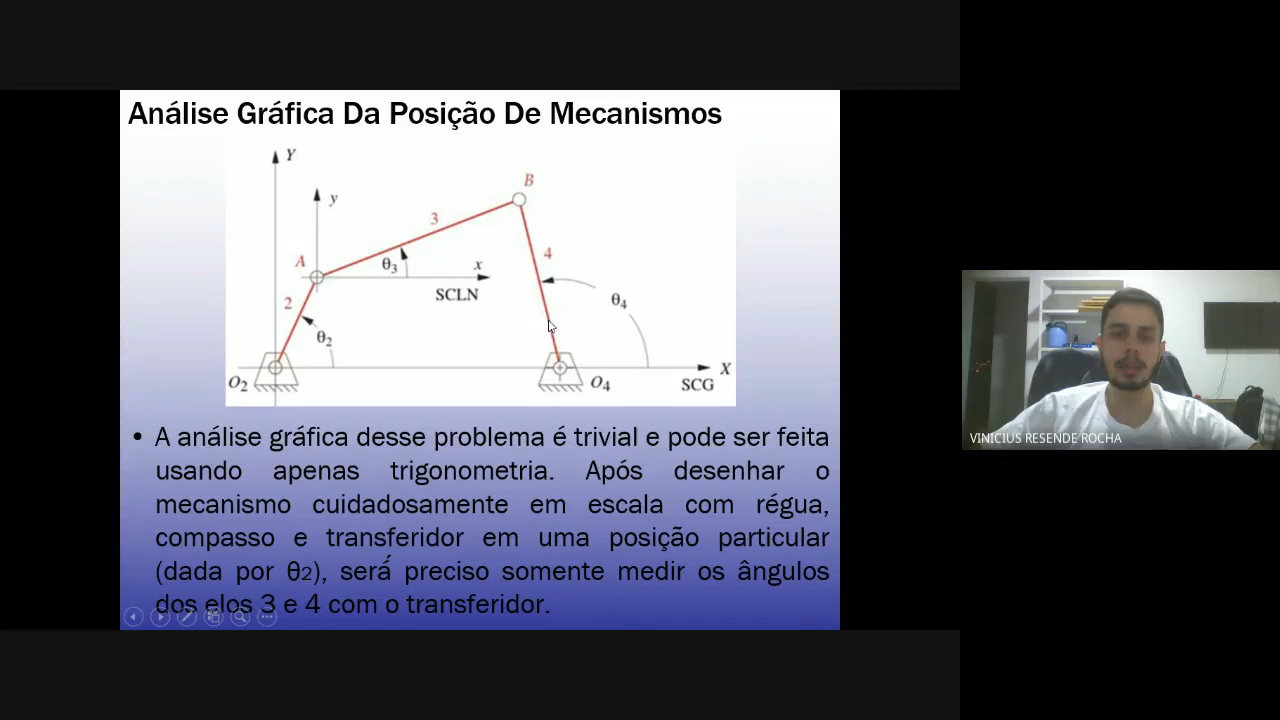 Análise Gráfica Da Posição De Mecanismos
Y
y
B
3
A
θ3
x
4
SCLN
2
θ4
θ2
X
O2
O4
SCG
• A análise gráfica desse problema é trivial e pode ser feita
usando apenas trigonometria. Após desenhar o
mecanismo cuidadosamente em escala com régua,
compasso e transferidor em uma posição particular
(dada por θ2), será preciso somente medir os ângulos
dos elos 3 e 4 com o transferidor.
VINICIUS RESENDE ROCHA